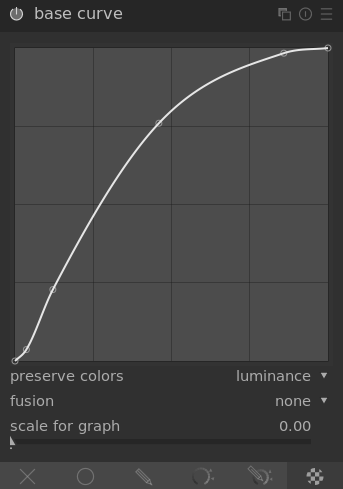 base curve
preserve colors luminance
fusion none
scale for graph 0.00